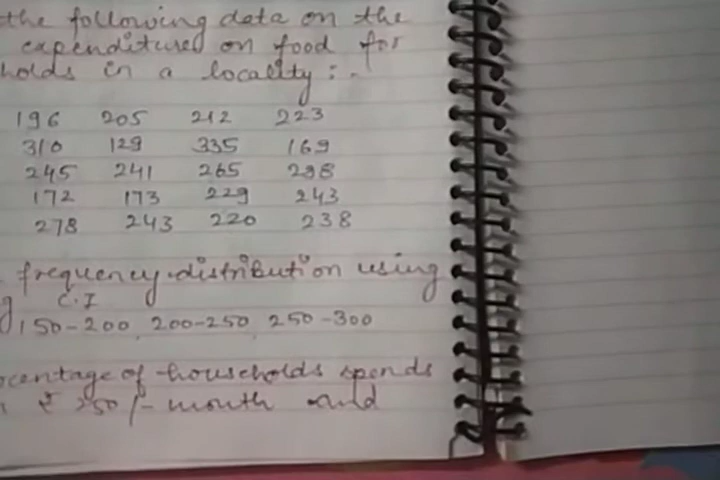 the following data on the
expenditures on food for
holds in a locality :-
196 205 212 223
310 129 335 169
245 241 265 298
172 173 229 243
278 243 220 238
frequency distribution using
g C.I
150-200 200-250 250-300
centage of households spends
₹ 250/- month and